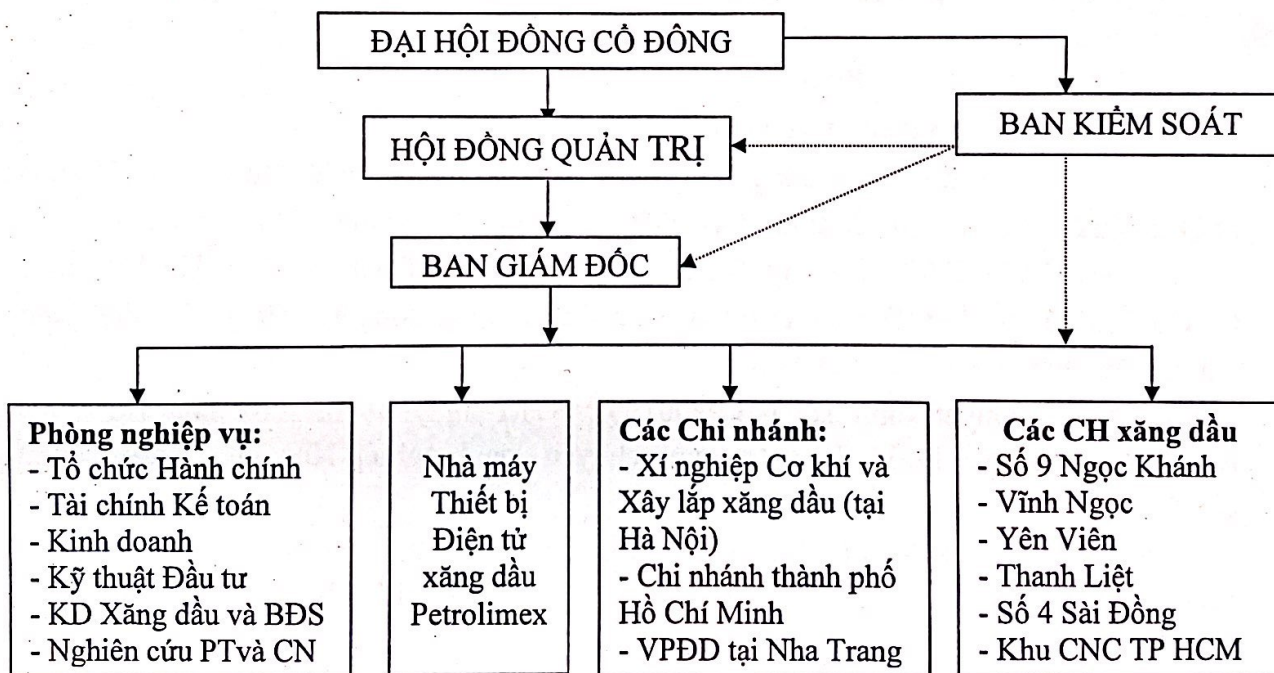 ĐẠI HỘI ĐỒNG CỔ ĐÔNG
BAN KIỂM SOÁT
HỘI ĐỒNG QUẢN TRỊ
BAN GIÁM ĐỐC
Phòng nghiệp vụ:
- Tổ chức Hành chính
- Tài chính Kế toán
- Kinh doanh
- Kỹ thuật Đầu tư
- KD Xăng dầu và BĐS
- Nghiên cứu PTvà CN
Nhà máy
Thiết bị
Điện tử
xăng dầu
Petrolimex
Các Chi nhánh:
- Xí nghiệp Cơ khí và
Xây lắp xăng dầu (tại
Hà Nội)
- Chi nhánh thành phố
Hồ Chí Minh
- VPĐD tại Nha Trang
Các CH xăng dầu
- Số 9 Ngọc Khánh
- Vĩnh Ngọc
- Yên Viên
- Thanh Liệt
- Số 4 Sài Đồng
- Khu CNC TP HCM